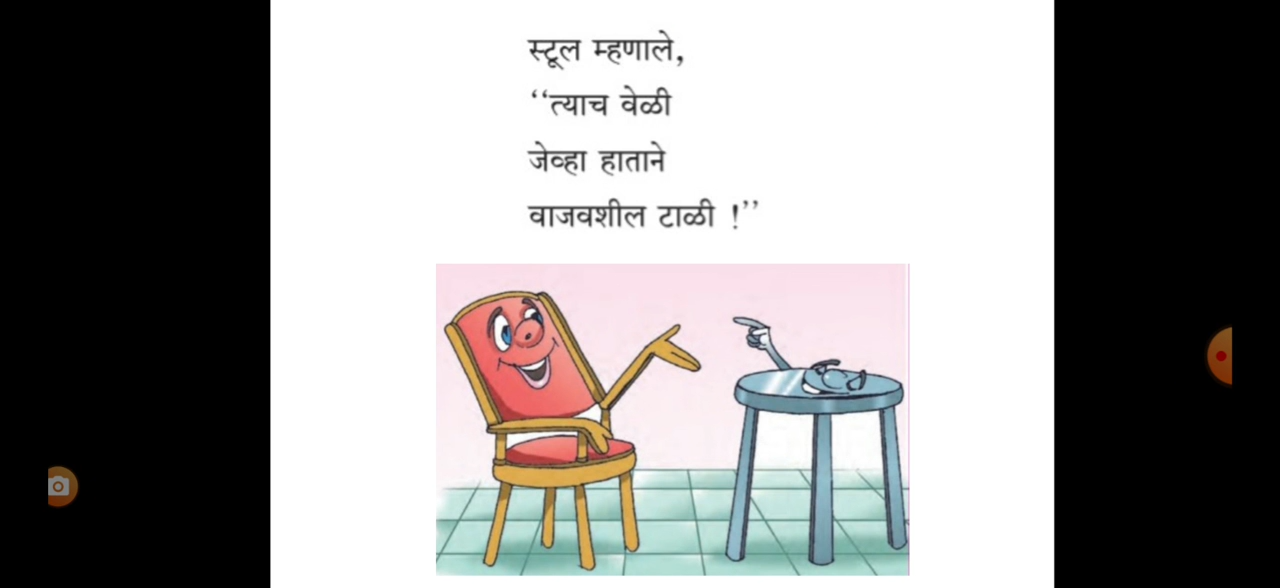 स्टूल म्हणाले,
‘‘त्याच वेळी
जेव्हा हाताने
वाजवशील टाळी !’’